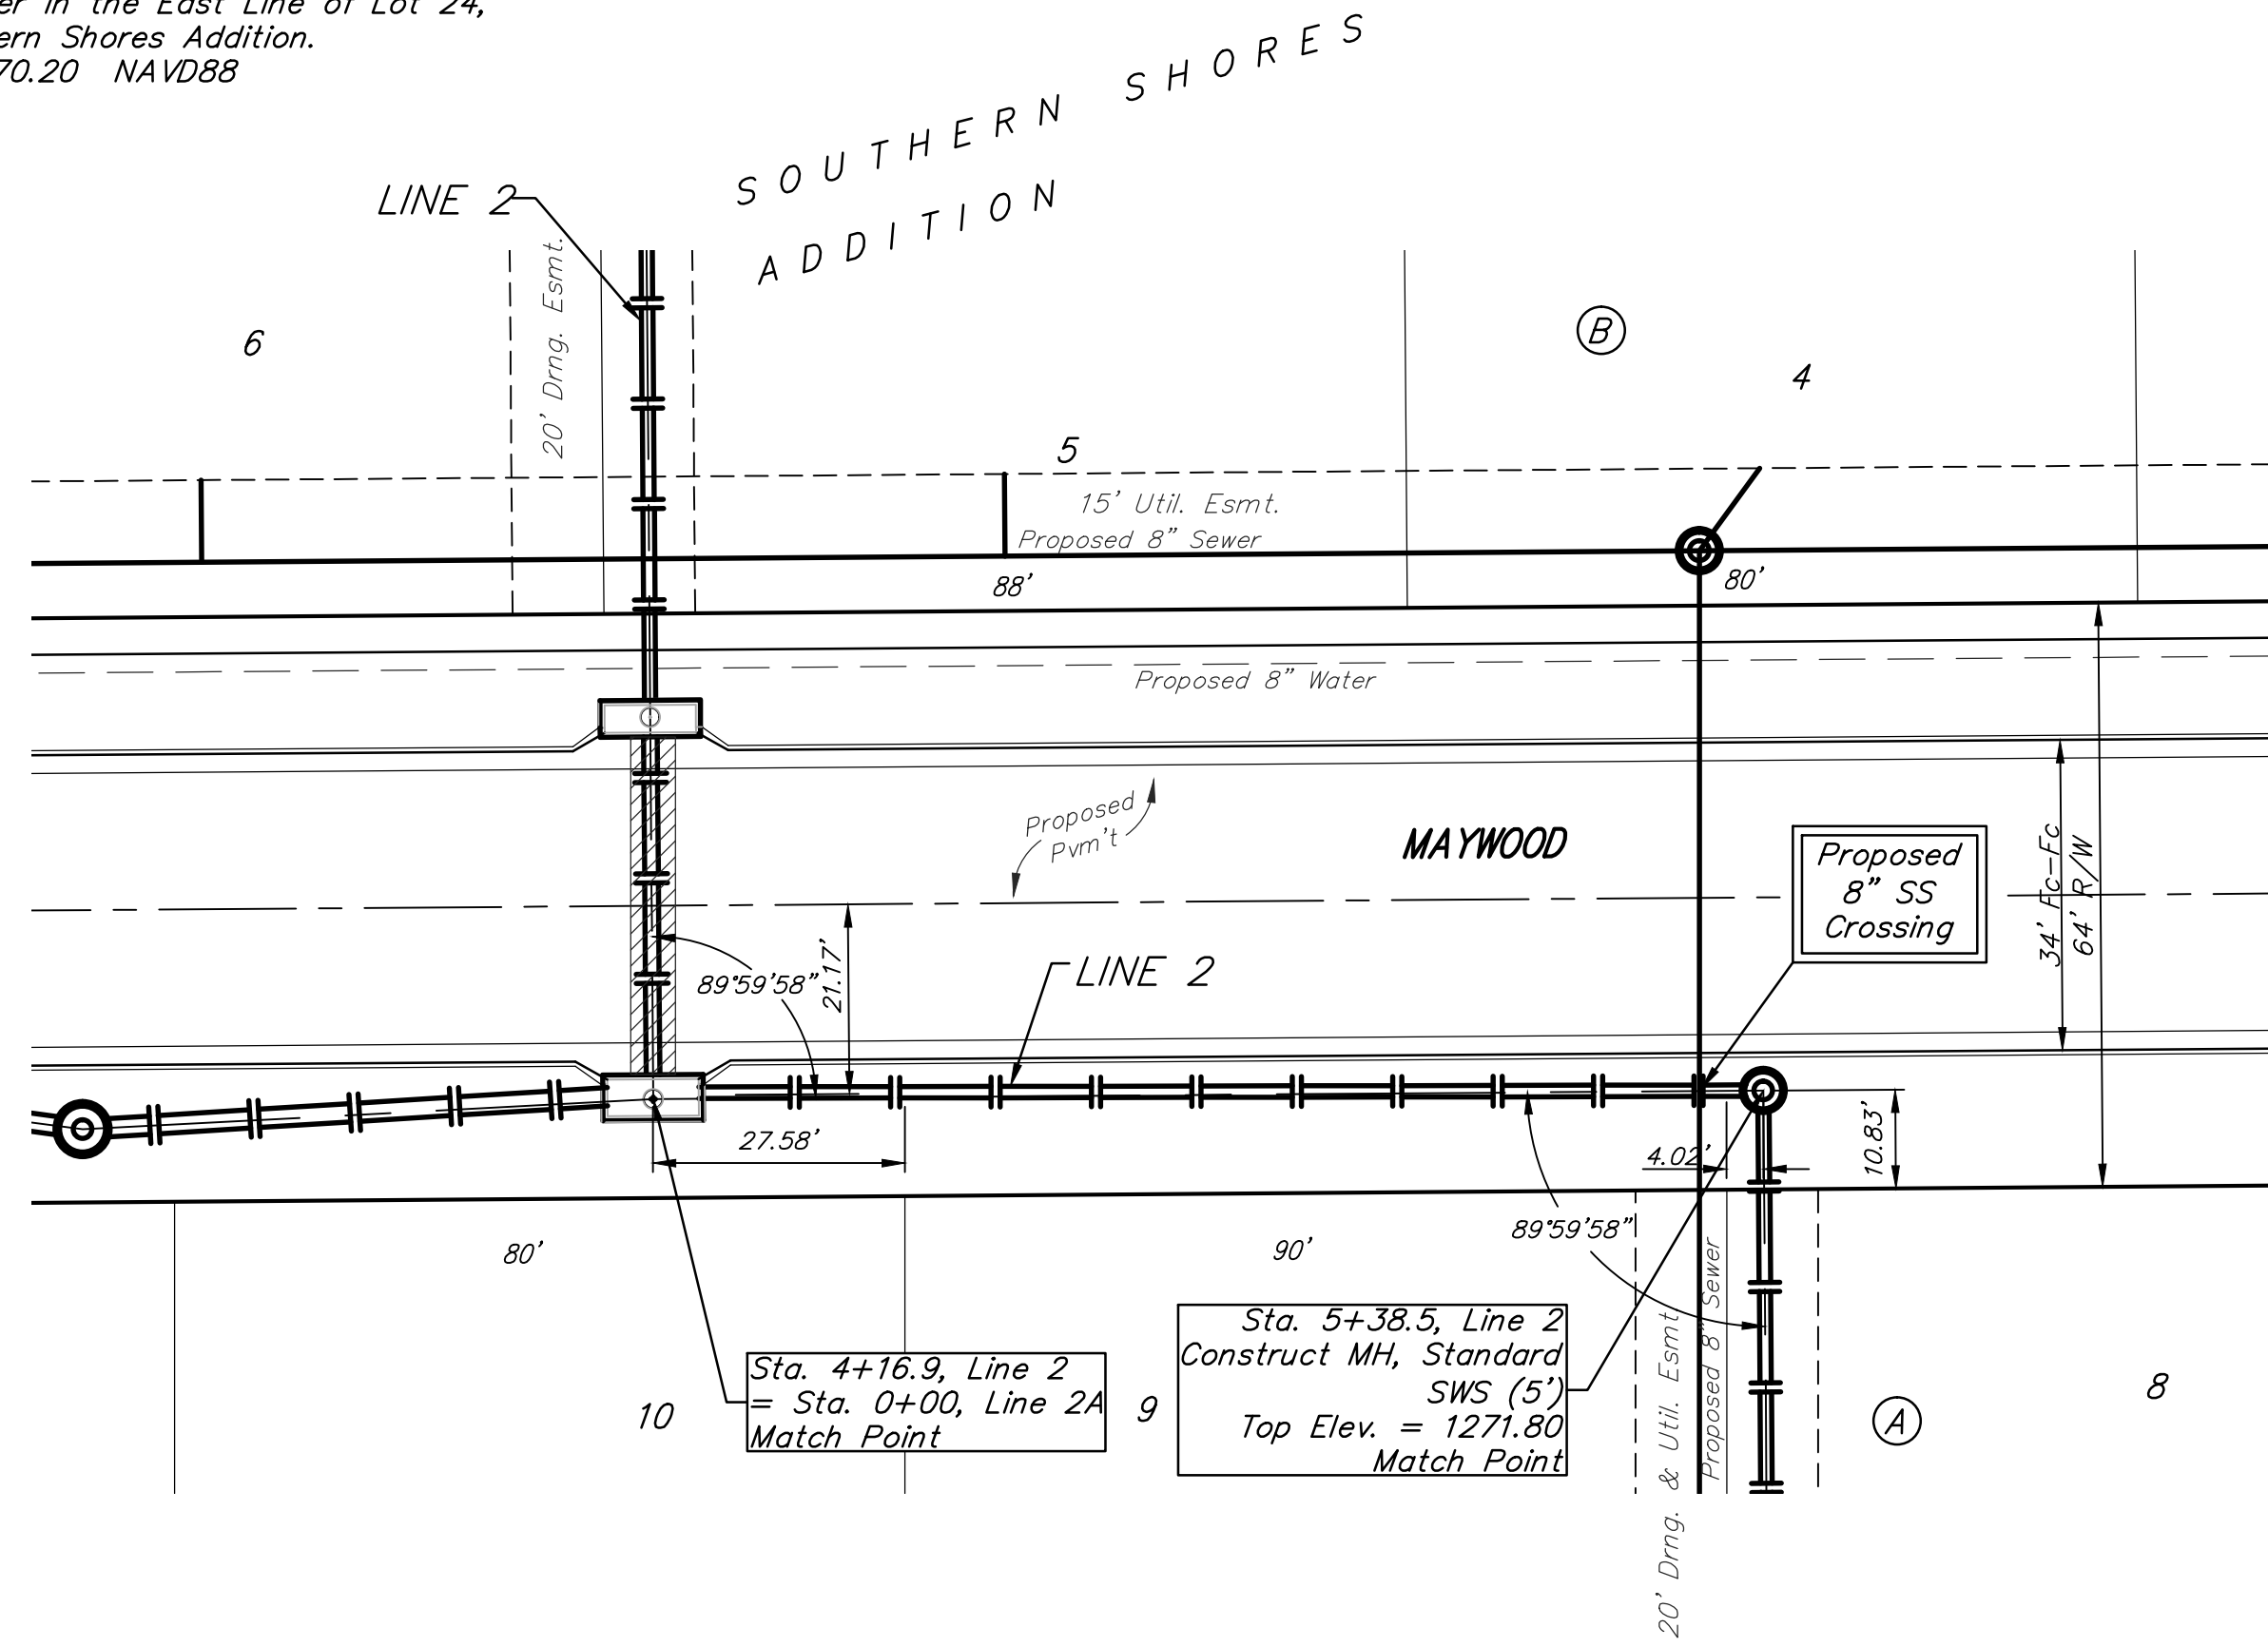 er in the East Line of Lot 24,
ern Shores Addition.
70.20 NAVD88
SOUTHERN SHORES
ADDITION
LINE 2
20' Drng. Esmt.
6
B
4
5
15' Util. Esmt.
Proposed 8" Sewer
88'
80'
Proposed 8" Water
Proposed
Pvm't
MAYWOOD
Proposed
8" SS
Crossing
34' Fc-Fc
64' R/W
89°59'58"
21.17'
LINE 2
27.58'
4.02'
10.83'
80'
90'
89°59'58"
Sta. 4+16.9, Line 2
= Sta. 0+00, Line 2A
Match Point
Sta. 5+38.5, Line 2
Construct MH, Standard
SWS (5')
Top Elev. = 1271.80
Match Point
10
9
20' Drng. & Util. Esmt
Proposed 8" Sewer
A
8